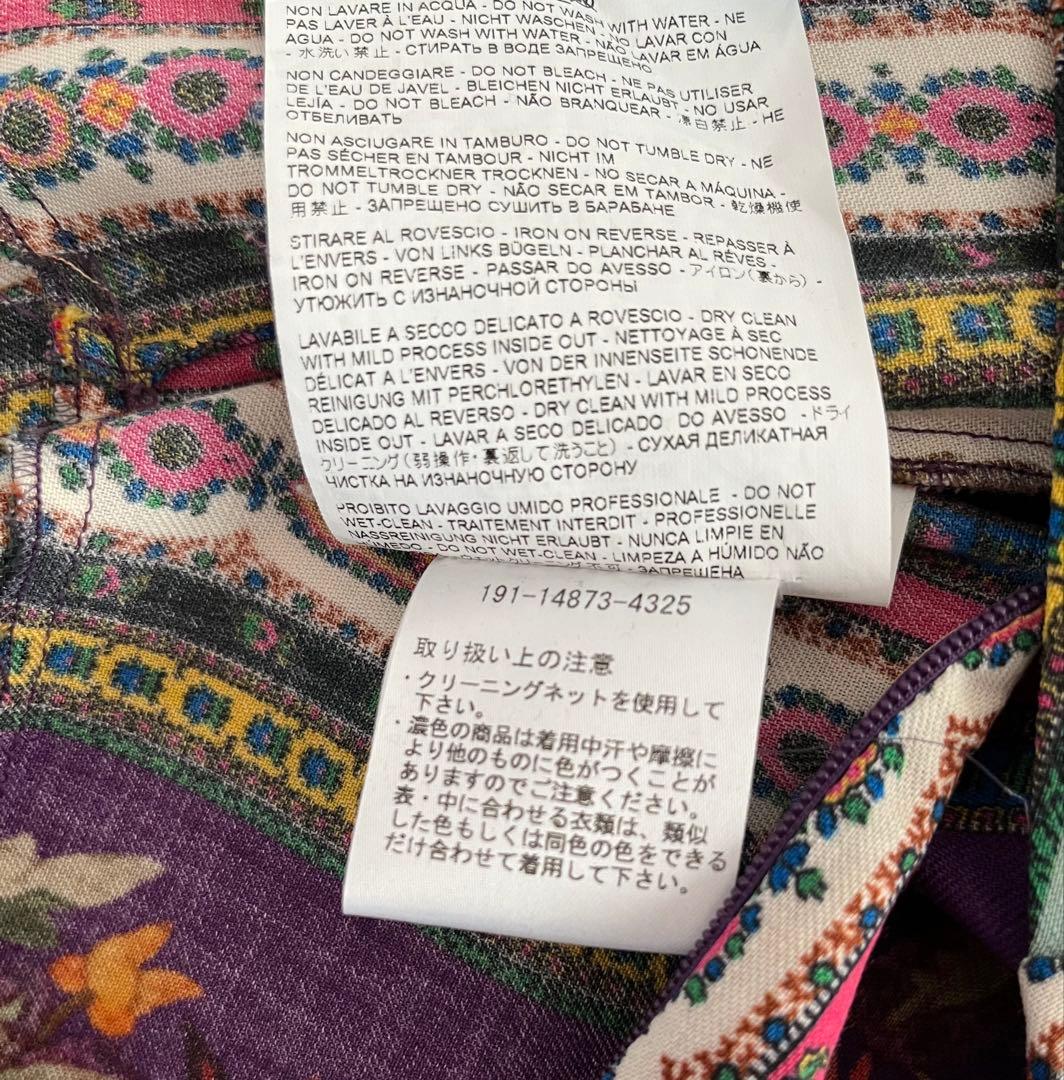 NON LAVARE IN ACQUA - DO NOT WASH WITH WATER - NE
PAS LAVER À L'EAU - NICHT WASCHEN - NO LAVAR CON
AGUA - DO NOT WASH WITH WATER - NÃO LAVAR EM ÁGUA
- 水洗い禁止 - СТИРАТЬ В ВОДЕ ЗАПРЕЩЕНО
NON CANDEGGIARE - DO NOT BLEACH - NE PAS UTILISER
DE L'EAU DE JAVEL - BLEICHEN NICHT ERLAUBT - NO USAR
LEJÍA - DO NOT BLEACH - NÃO BRANQUEAR - 漂白禁止 - НЕ
ОТБЕЛИВАТЬ
NON ASCIUGARE IN TAMBURO - DO NOT TUMBLE DRY - NE
PAS SÉCHER EN TAMBOUR - NICHT IM
TROMMELTROCKNER TROCKNEN - NO SECAR A MÁQUINA -
DO NOT TUMBLE DRY - NÃO SECAR EM TAMBOR - 乾燥機使
用禁止 - ЗАПРЕЩЕНО СУШИТЬ В БАРАБАНЕ
STIRARE AL ROVESCIO - IRON ON REVERSE - REPASSER À
L'ENVERS - VON LINKS BÜGELN - PLANCHAR AL RÉVES -
IRON ON REVERSE - PASSAR DO AVESSO - アイロン(裏から) -
УТЮЖИТЬ С ИЗНАНОЧНОЙ СТОРОНЫ
LAVABILE A SECCO DELICATO A ROVESCIO - DRY CLEAN
WITH MILD PROCESS INSIDE OUT - NETTOYAGE À SEC
DÉLICAT A L'ENVERS - VON DER INNENSEITE SCHONENDE
REINIGUNG MIT PERCHLORETHYLEN - LAVAR EN SECO
DELICADO AL REVERSO - DRY CLEAN WITH MILD PROCESS
INSIDE OUT - LAVAR A SECO DELICADO DO AVESSO - ドライ
クリーニング(弱操作・裏返して洗うこと) - СУХАЯ ДЕЛИКАТНАЯ
ЧИСТКА НА ИЗНАНОЧНУЮ СТОРОНУ
PROIBITO LAVAGGIO UMIDO PROFESSIONALE - DO NOT
WET-CLEAN - TRAITEMENT INTERDIT - PROFESSIONELLE
NASSREINIGUNG NICHT ERLAUBT - NUNCA LIMPIE EN
- DO NOT WET-CLEAN - LIMPEZA A HÚMIDO NÃO
- ЗАПРЕЩЕНА
191-14873-4325
取り扱い上の注意
・クリーニングネットを使用して
下さい。
・濃色の商品は着用中汗や摩擦に
より他のものに色がつくことが
ありますのでご注意ください。
表・中に合わせる衣類は、類似
した色もしくは同色の色をできる
だけ合わせて着用して下さい。